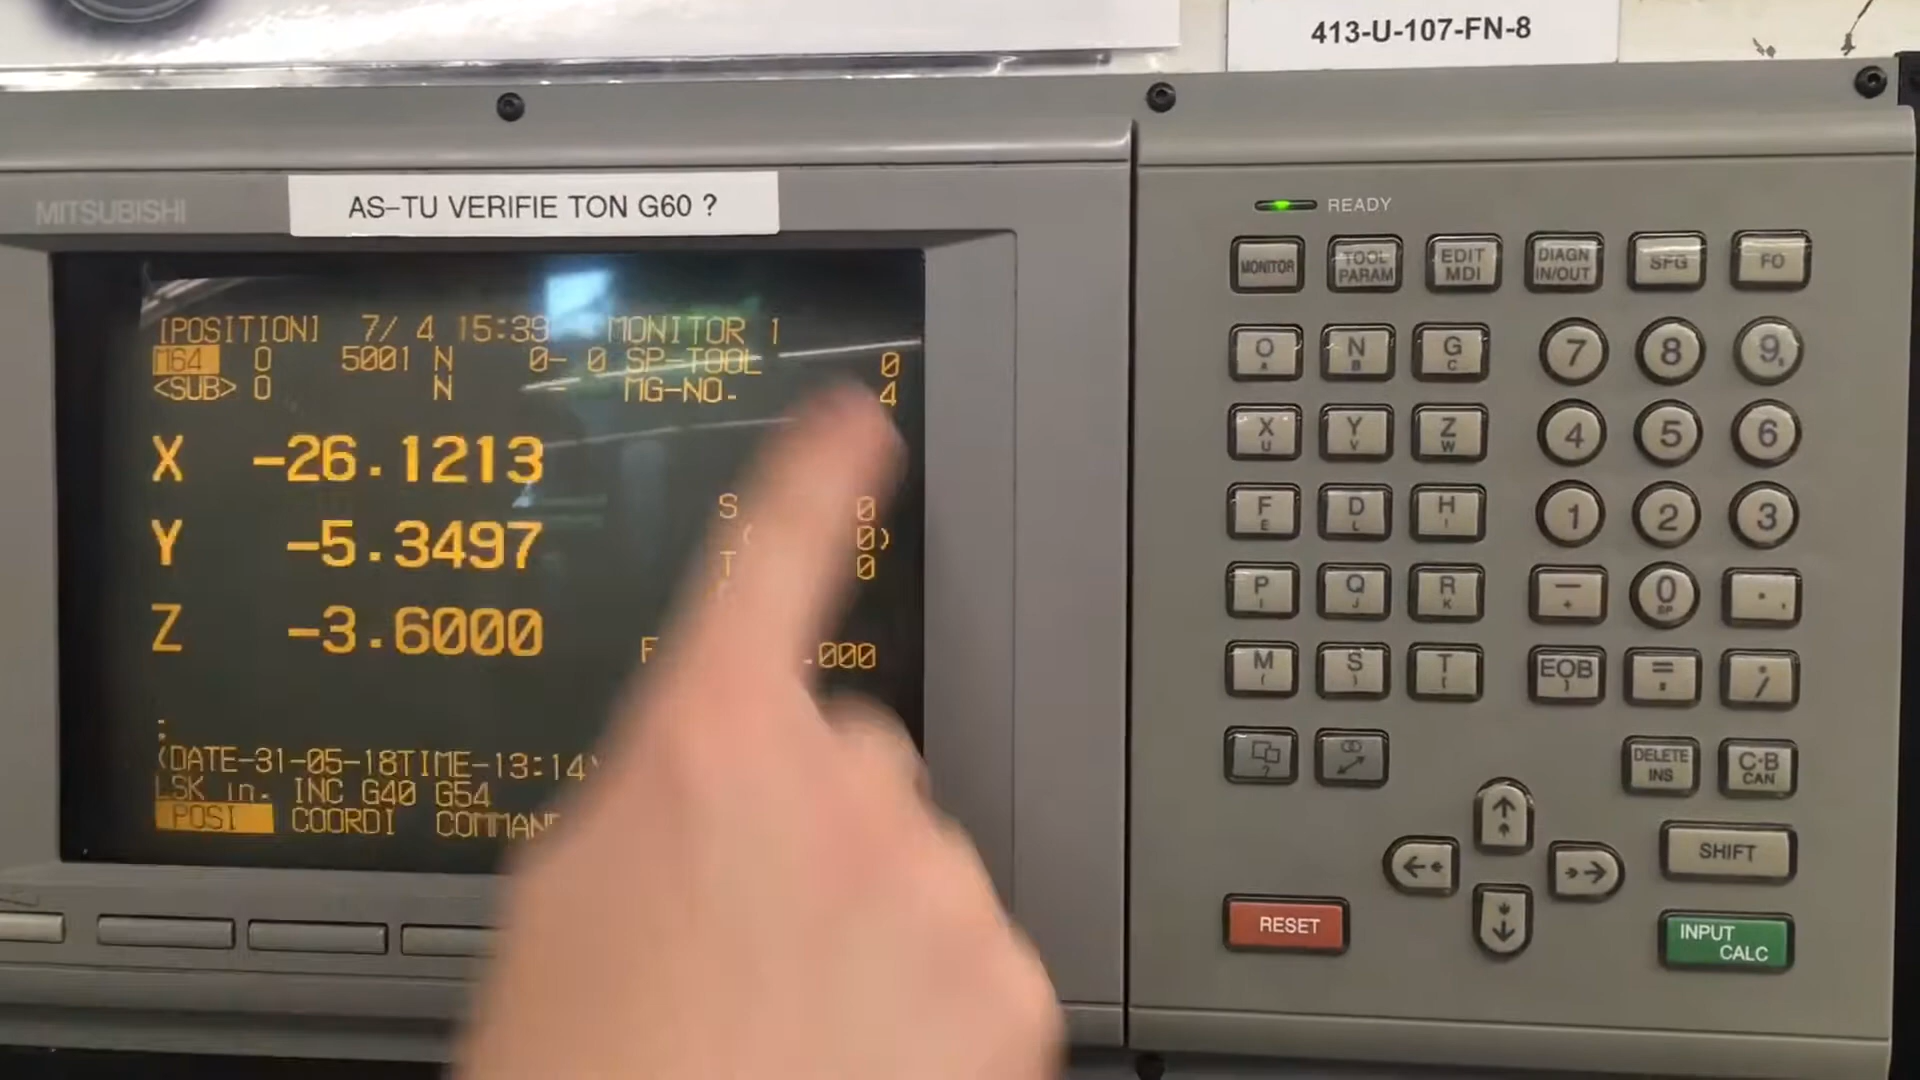 413-U-107-FN-8
MITSUBISHI
AS-TU VERIFIE TON G60 ?
[POSITION] 7/ 4 15:39 MONITOR 1
M64 O 5001 N 0- 0 SP-TOOL 0
<SUB> O N - MG-NO. 4
X -26.1213
Y -5.3497
Z -3.6000
S 0
( 0)
T 0
F .000
;
(DATE-31-05-18TIME-13:14)
LSK in. INC G40 G54
POSI COORDI COMMAN
READY
MONITOR TOOL PARAM EDIT MDI DIAGN IN/OUT SFG FO
O A N B G C 7 8 9
X U Y V Z W 4 5 6
F E D L H ! 1 2 3
P I Q J R K - + 0 SP . ,
M ( S ) T [ EOB ] = # / *
? DELETE INS C·B CAN
SHIFT
RESET INPUT CALC